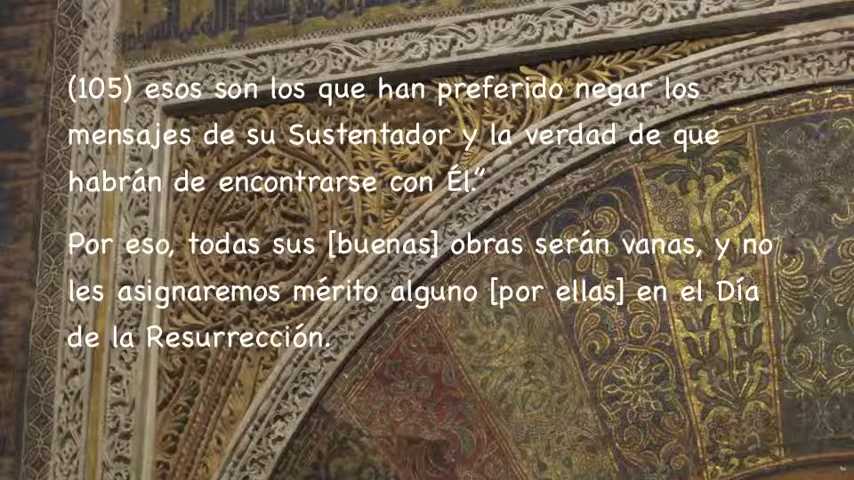 (105) esos son los que han preferido negar los
mensajes de su Sustentador y la verdad de que
habrán de encontrarse con Él.”
Por eso, todas sus [buenas] obras serán vanas, y no
les asignaremos mérito alguno [por ellas] en el Día
de la Resurrección.